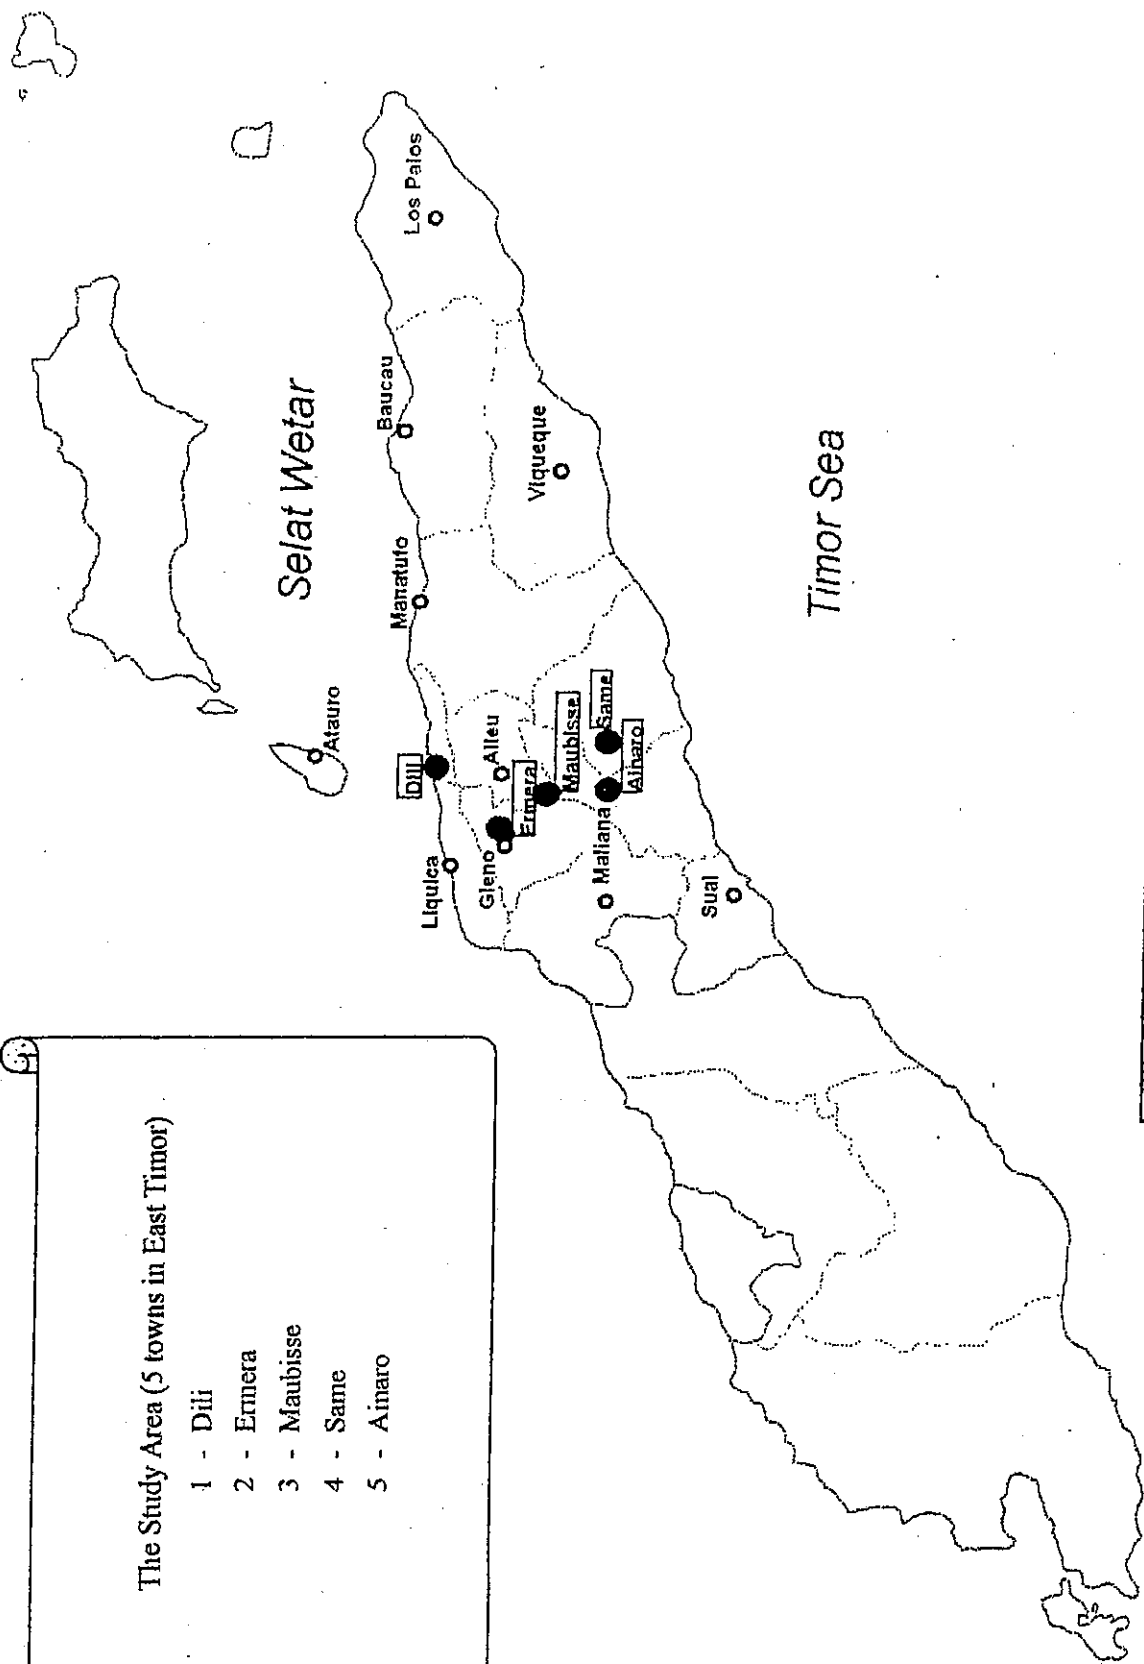 The Study Area (5 towns in East Timor)
1 - Dili
2 - Ermera
3 - Maubisse
4 - Same
5 - Ainaro
Selat Wetar
Atauro
Dili
Manatuto
Baucau
Los Palos
Liquica
Gleno
Aileu
Ermera
Maubisse
Same
Ainaro
Maliana
Suai
Viqueque
Timor Sea